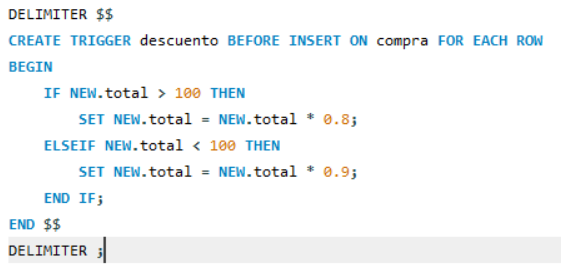 DELIMITER $$
CREATE TRIGGER descuento BEFORE INSERT ON compra FOR EACH ROW
BEGIN
    IF NEW.total > 100 THEN
        SET NEW.total = NEW.total * 0.8;
    ELSEIF NEW.total < 100 THEN
        SET NEW.total = NEW.total * 0.9;
    END IF;
END $$
DELIMITER ;